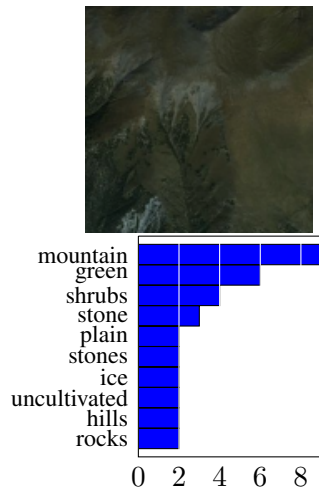 mountain
green
shrubs
stone
plain
stones
ice
uncultivated
hills
rocks
0 2 4 6 8